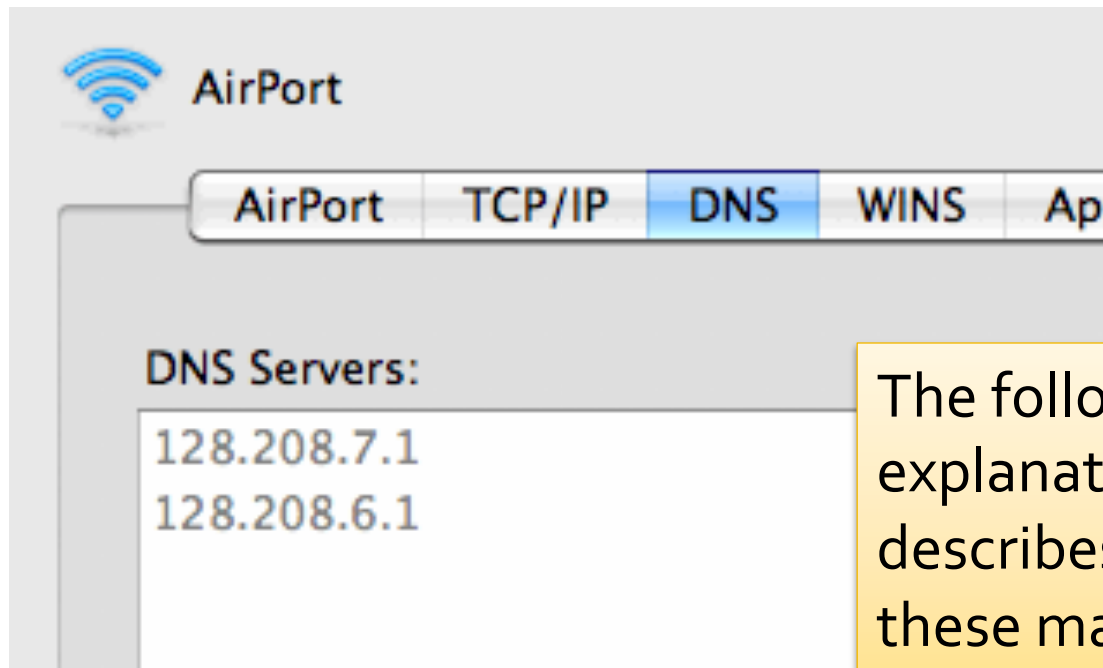 AirPort
AirPort TCP/IP DNS WINS Ap
DNS Servers:
128.208.7.1
128.208.6.1
The follo
explanat
describes
these ma